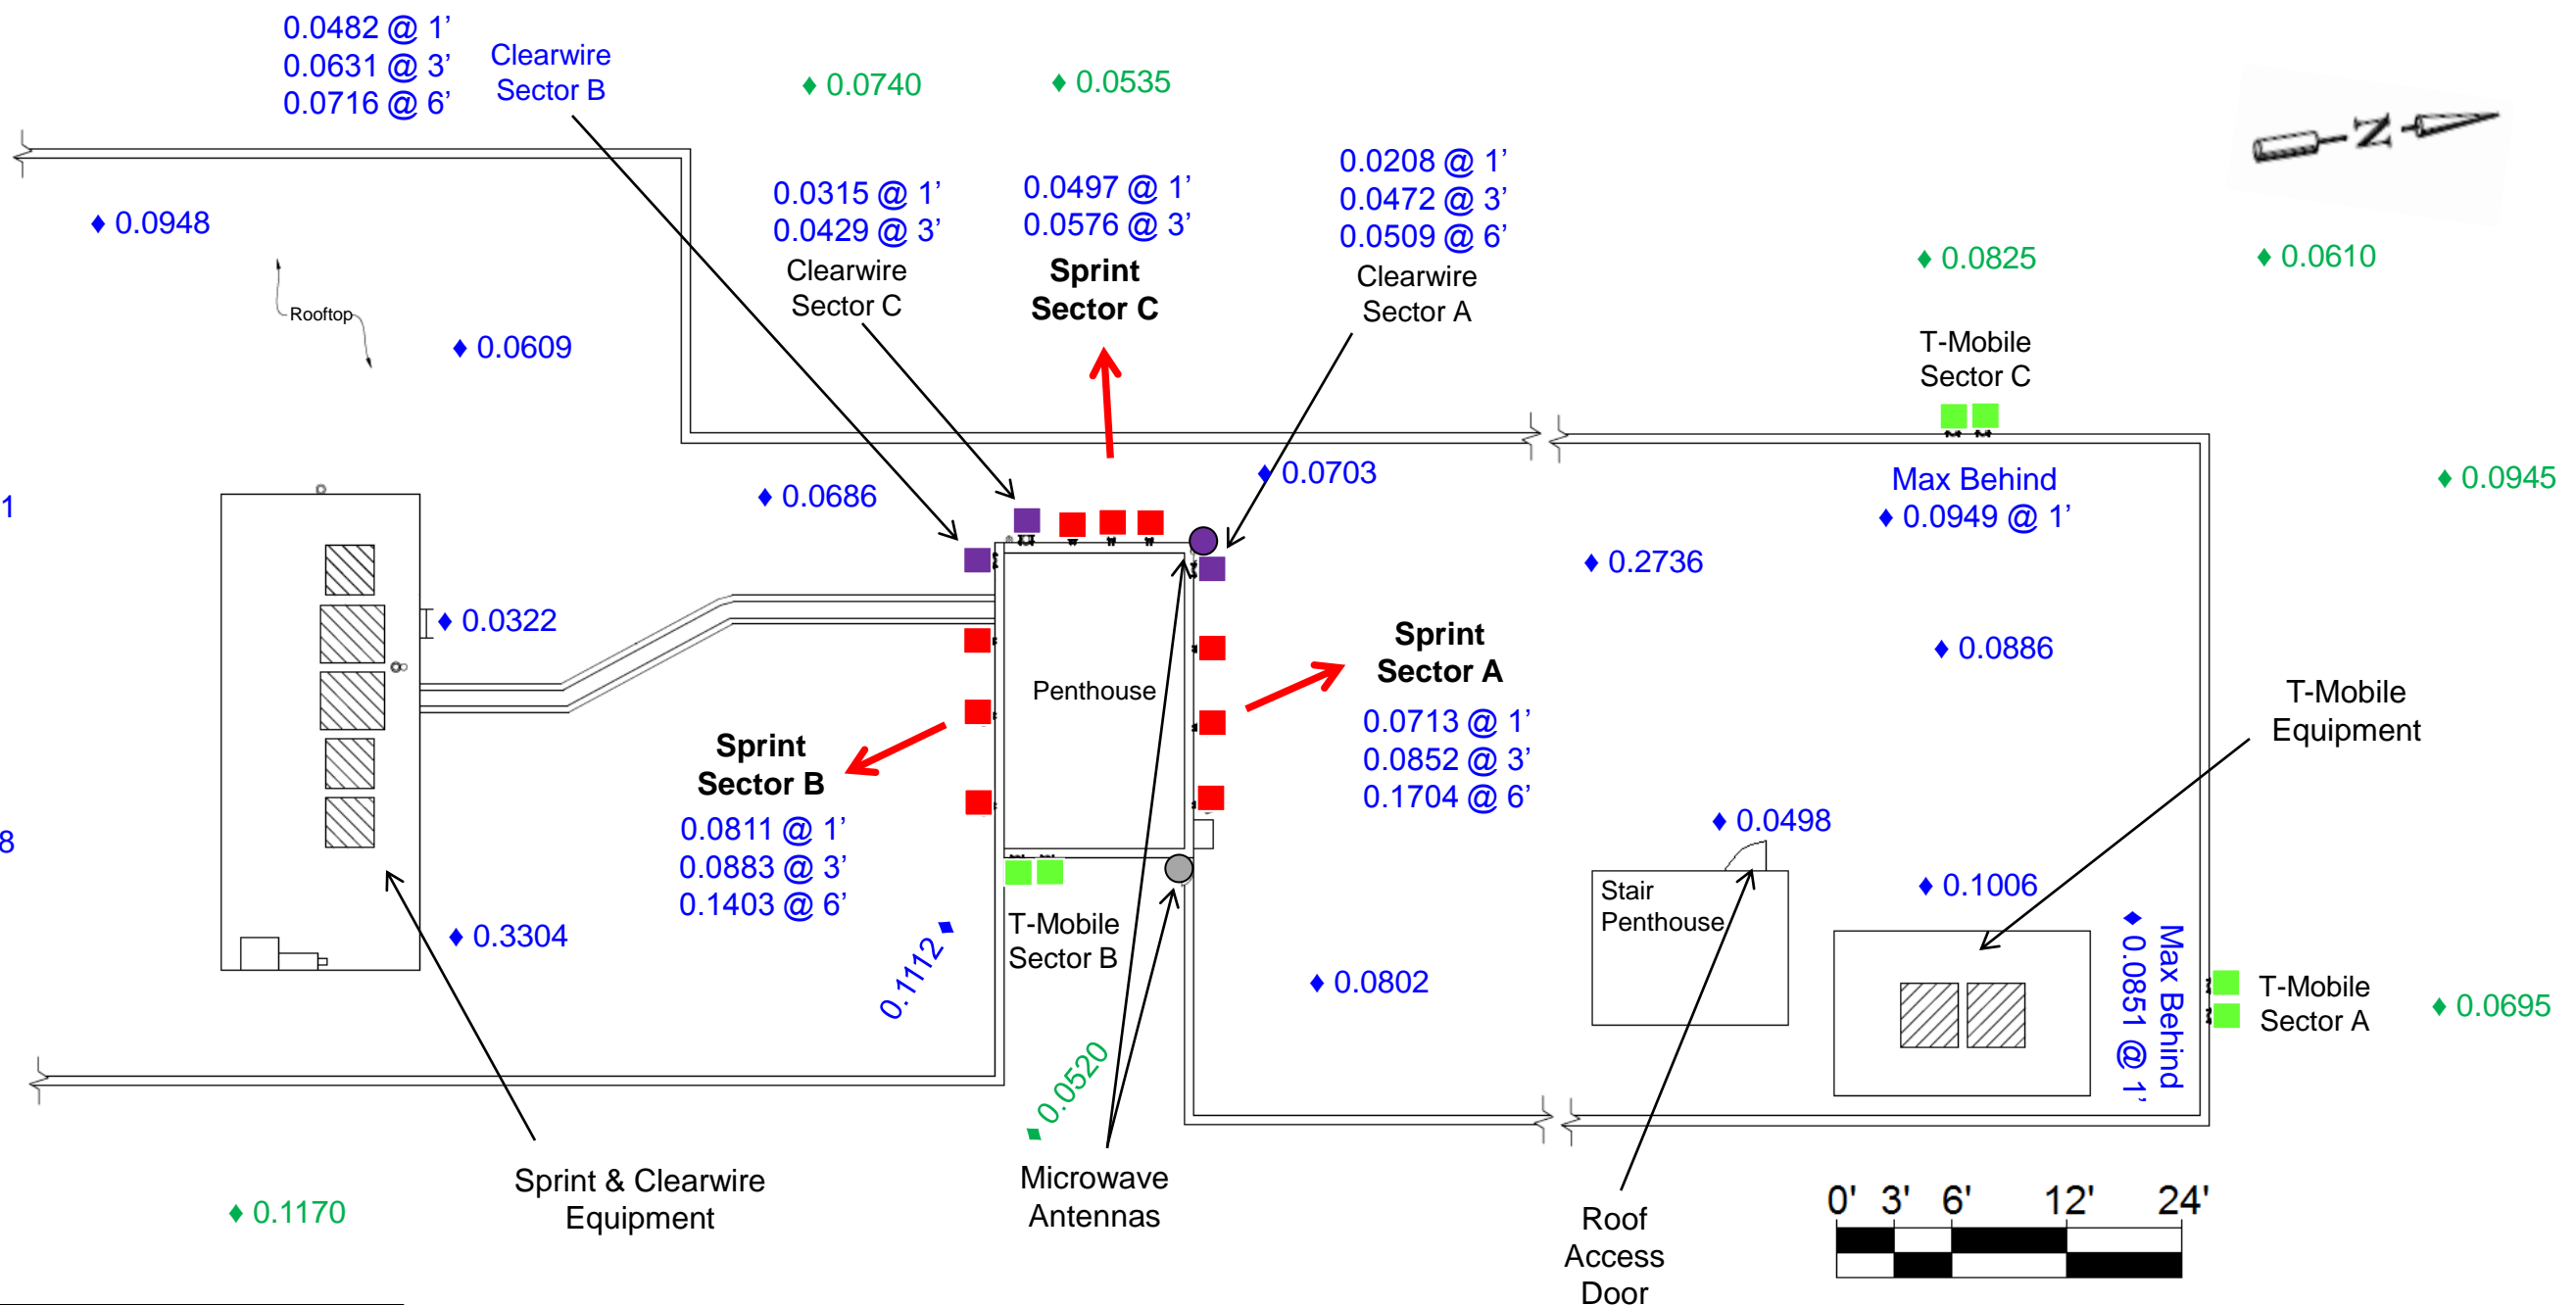 0.0482 @ 1’
0.0631 @ 3’
0.0716 @ 6’
Clearwire
Sector B
♦ 0.0740
♦ 0.0535
N
0.0315 @ 1’
0.0429 @ 3’
Clearwire
Sector C
0.0497 @ 1’
0.0576 @ 3’
Sprint
Sector C
0.0208 @ 1’
0.0472 @ 3’
0.0509 @ 6’
Clearwire
Sector A
♦ 0.0948
♦ 0.0825
♦ 0.0610
Rooftop
♦ 0.0609
T-Mobile
Sector C
1
♦ 0.0686
♦ 0.0703
Max Behind
♦ 0.0949 @ 1’
♦ 0.0945
♦ 0.2736
♦ 0.0322
Penthouse
Sprint
Sector A
0.0713 @ 1’
0.0852 @ 3’
0.1704 @ 6’
♦ 0.0886
T-Mobile
Equipment
Sprint
Sector B
0.0811 @ 1’
0.0883 @ 3’
0.1403 @ 6’
8
♦ 0.0498
Stair
Penthouse
♦ 0.1006
♦ 0.3304
0.1112 ♦
T-Mobile
Sector B
♦ 0.0802
Max Behind
♦ 0.0851 @ 1’
T-Mobile
Sector A
♦ 0.0695
♦ 0.0520
Sprint & Clearwire
Equipment
Microwave
Antennas
♦ 0.1170
Roof
Access
Door
0' 3' 6' 12' 24'